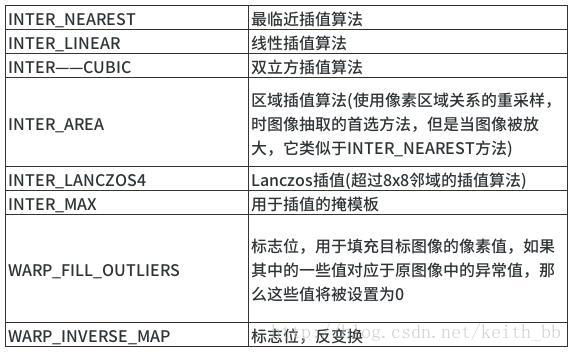 INTER_NEAREST 最临近插值算法
INTER_LINEAR 线性插值算法
INTER——CUBIC 双立方插值算法
INTER_AREA 区域插值算法(使用像素区域关系的重采样，
时图像抽取的首选方法，但是当图像被放
大，它类似于INTER_NEAREST方法)
INTER_LANCZOS4 Lanczos插值(超过8x8邻域的插值算法)
INTER_MAX 用于插值的掩模板
WARP_FILL_OUTLIERS 标志位，用于填充目标图像的像素值，如果
其中的一些值对应于原图像中的异常值，那
么这些值将被设置为0
WARP_INVERSE_MAP 标志位，反变换
http://blog.csdn.net/keith_bb